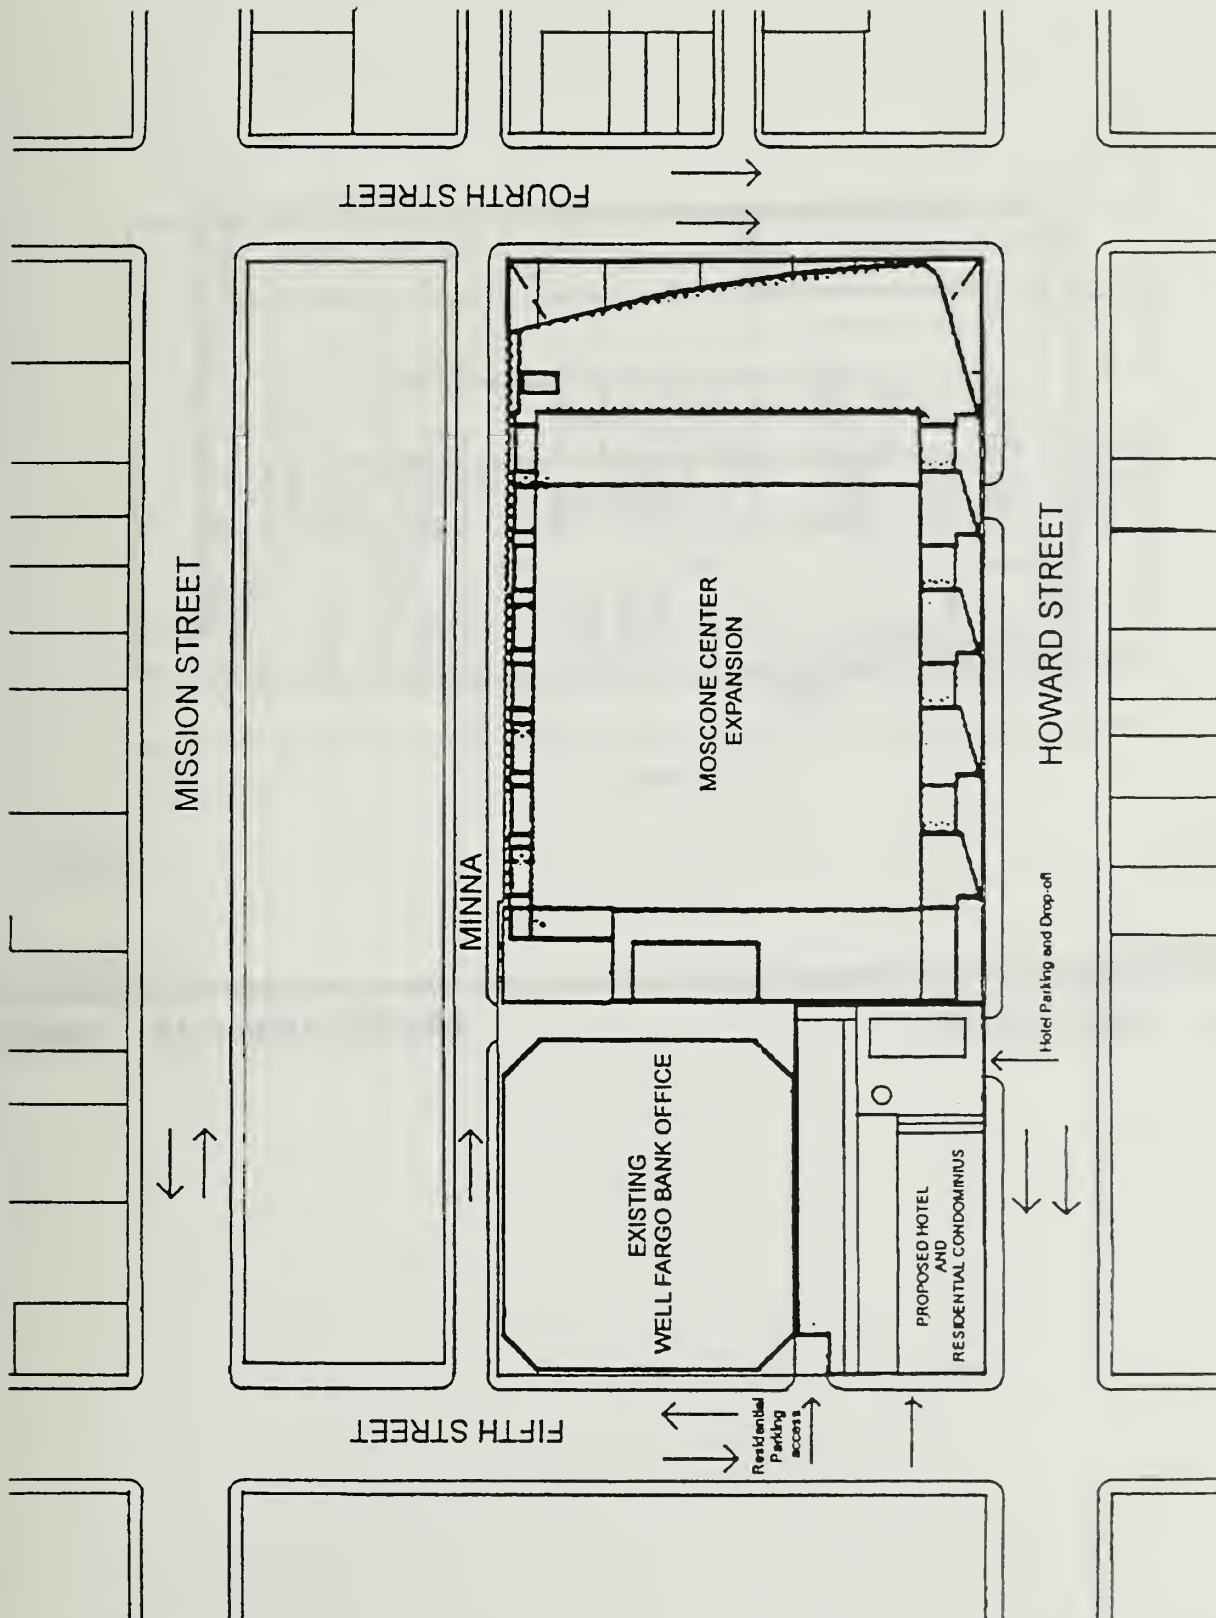 FOURTH STREET
MISSION STREET
MOSCONE CENTER
EXPANSION
HOWARD STREET
MINNA
Hotel Parking and Drop-off
EXISTING
WELL FARGO BANK OFFICE
PROPOSED HOTEL
AND
RESIDENTIAL CONDOMINIUS
FIFTH STREET
Residential
Parking
access